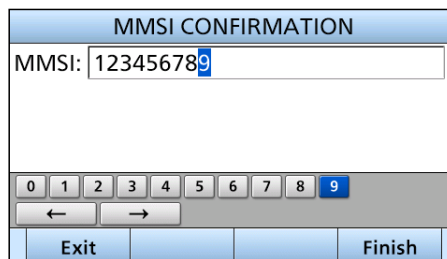 MMSI CONFIRMATION
MMSI: 123456789
0 1 2 3 4 5 6 7 8 9
← →
Exit Finish